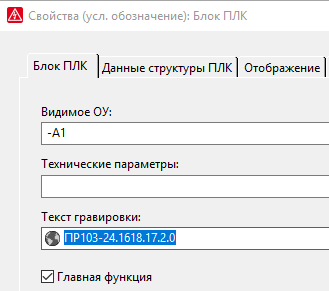 Свойства (усл. обозначение): Блок ПЛК
Блок ПЛК Данные структуры ПЛК Отображение
Видимое ОУ:
-A1
Технические параметры:
Текст гравировки:
ПР103-24.1618.17.2.0
Главная функция